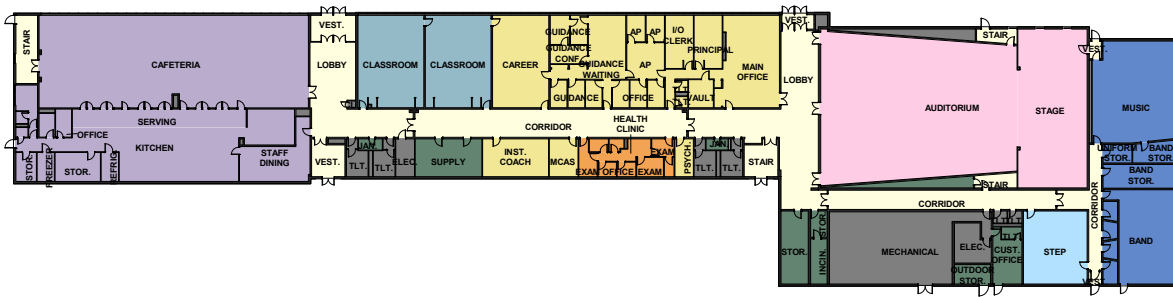 VEST.
VEST.
STAIR
LOBBY
CAFETERIA
CLASSROOM
CLASSROOM
CAREER
GUIDANCE
GUIDANCE
CONF.
GUIDANCE
WAITING
GUIDANCE
AP
AP
AP
OFFICE
I/O
CLERK
PRINCIPAL
VAULT
TLT.
MAIN
OFFICE
LOBBY
STAIR
AUDITORIUM
STAGE
VEST.
MUSIC
SERVING
OFFICE
KITCHEN
STAFF
DINING
STOR.
FREEZER
STOR.
REFRIG.
CORRIDOR
VEST.
JAN.
TLT.
TLT.
ELEC.
SUPPLY
INST.
COACH
MCAS
HEALTH
CLINIC
EXAM
OFFICE
EXAM
EXAM
PSYCH.
JAN.
TLT.
TLT.
STAIR
STAIR
UNIFORM
STOR.
BAND
STOR.
BAND
STOR.
CORRIDOR
CORRIDOR
STOR.
STOR.
INCIN.
MECHANICAL
ELEC.
OUTDOOR
STOR.
TLT.
CUST.
OFFICE
STEP
BAND
VEST.